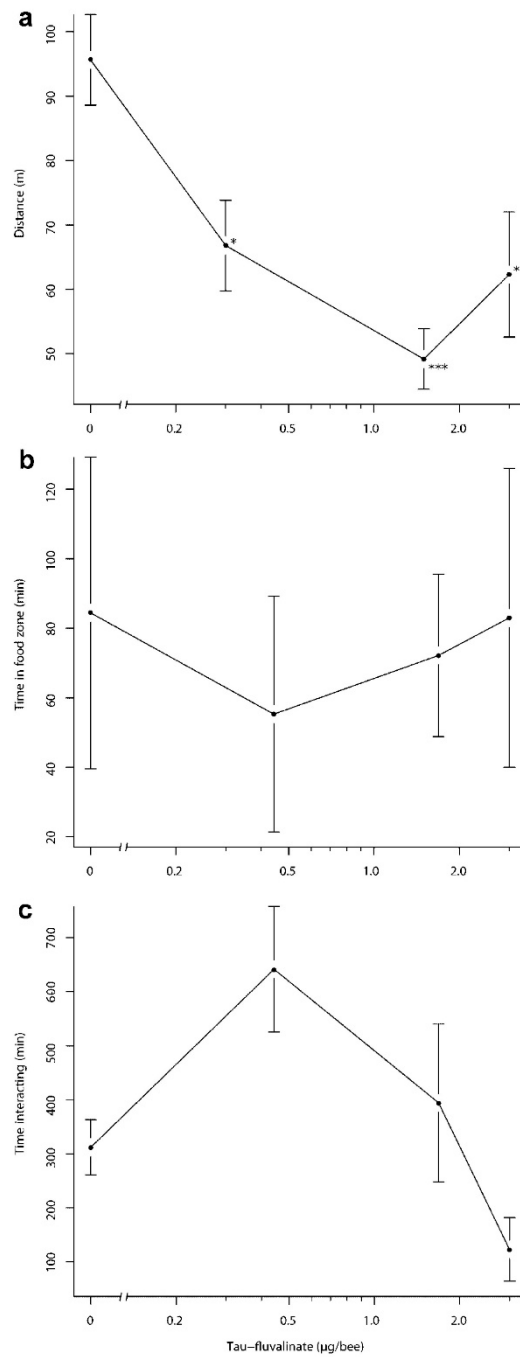 a
Distance (m)
100
90
80
70
60
50
*
***
*
0 0.2 0.5 1.0 2.0
b
Time in food zone (min)
120
100
80
60
40
20
0 0.2 0.5 1.0 2.0
c
Time interacting (min)
700
600
500
400
300
200
100
0 0.2 0.5 1.0 2.0
Tau−fluvalinate (µg/bee)